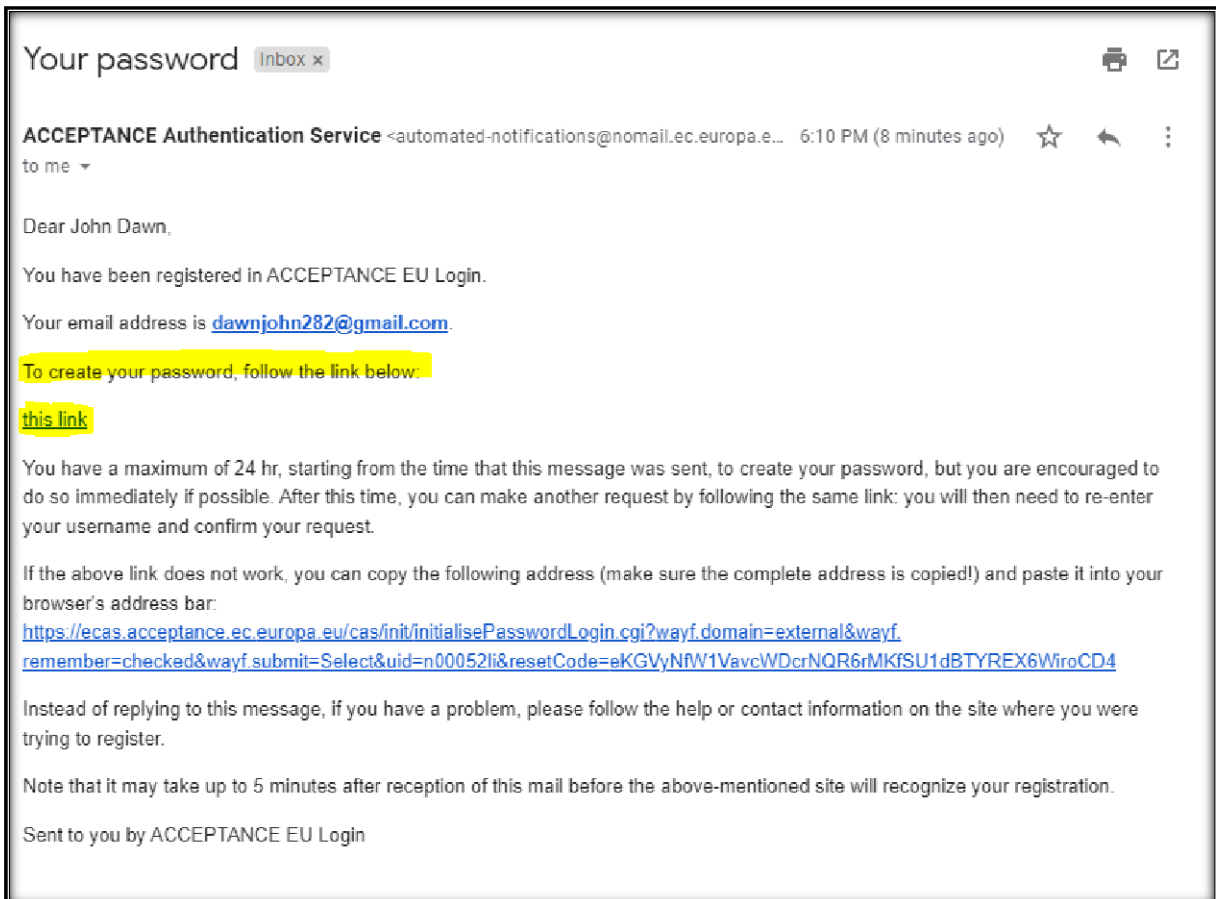 Your password Inbox x
ACCEPTANCE Authentication Service <automated-notifications@nomail.ec.europa.e... 6:10 PM (8 minutes ago)
to me
Dear John Dawn,
You have been registered in ACCEPTANCE EU Login.
Your email address is dawnjohn282@gmail.com.
To create your password, follow the link below:
this link
You have a maximum of 24 hr, starting from the time that this message was sent, to create your password, but you are encouraged to
do so immediately if possible. After this time, you can make another request by following the same link: you will then need to re-enter
your username and confirm your request.
If the above link does not work, you can copy the following address (make sure the complete address is copied!) and paste it into your
browser's address bar:
https://ecas.acceptance.ec.europa.eu/cas/init/initialisePasswordLogin.cgi?wayf.domain=external&wayf.
remember=checked&wayf.submit=Select&uid=n00052li&resetCode=eKGVyNfW1VavcWDcrNQR6rMKfSU1dBTYREX6WiroCD4
Instead of replying to this message, if you have a problem, please follow the help or contact information on the site where you were
trying to register.
Note that it may take up to 5 minutes after reception of this mail before the above-mentioned site will recognize your registration.
Sent to you by ACCEPTANCE EU Login